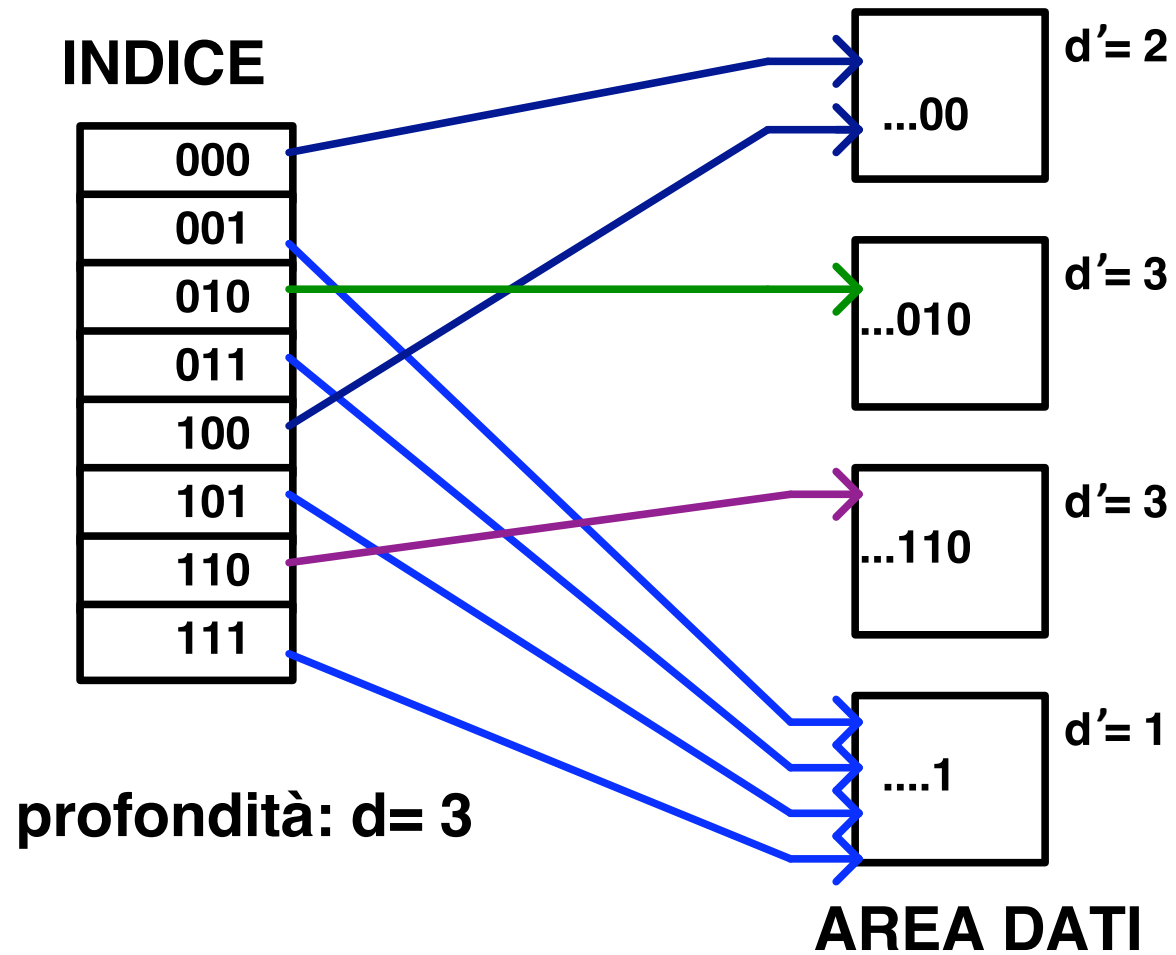 INDICE
000
001
010
011
100
101
110
111
profondità: d= 3
...00
d’= 2
...010
d’= 3
...110
d’= 3
....1
d’= 1
AREA DATI